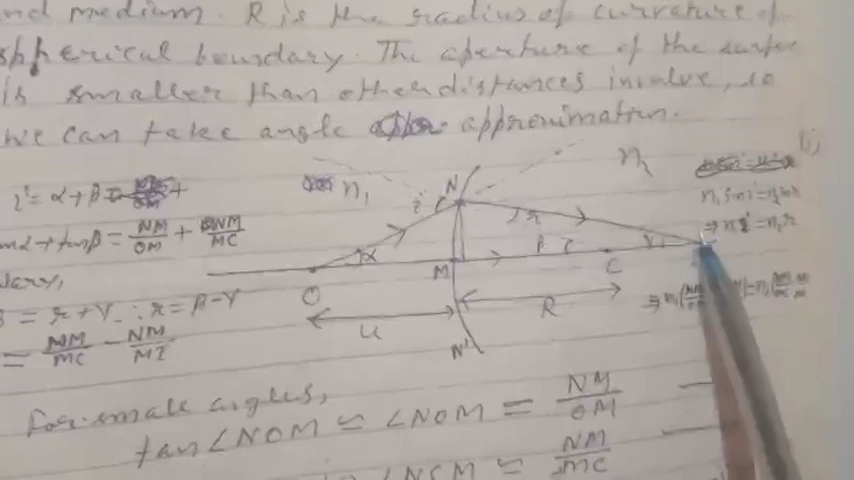 nd medium. R is the radius of curvature of
spherical boundary. The aperture of the surface
is smaller than other distances involve, so
we can take angle approximation.
i = α + β
n₁
i
N
n₂
n₁ sin i = n₂ sin r
mα + tanβ = NM/OM + NM/MC
r
α
β
γ
O
M
C
= r + γ ∴ r = β - γ
= NM/MC - NM/MI
u
R
N'
For small angles,
tan∠NOM ≃ ∠NOM = NM/OM
∠NCM ≃ NM/MC